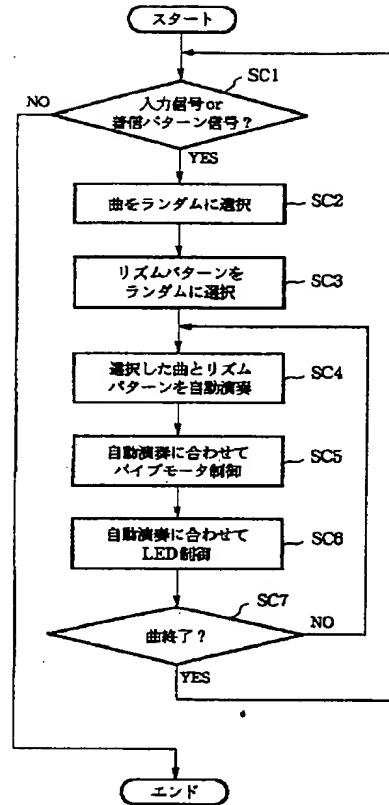 スタート
SC1
NO
入力信号or
着信パターン信号?
YES
曲をランダムに選択
SC2
リズムパターンを
ランダムに選択
SC3
選択した曲とリズム
パターンを自動演奏
SC4
自動演奏に合わせて
バイブモータ制御
SC5
自動演奏に合わせて
LED制御
SC6
SC7
曲終了?
NO
YES
エンド